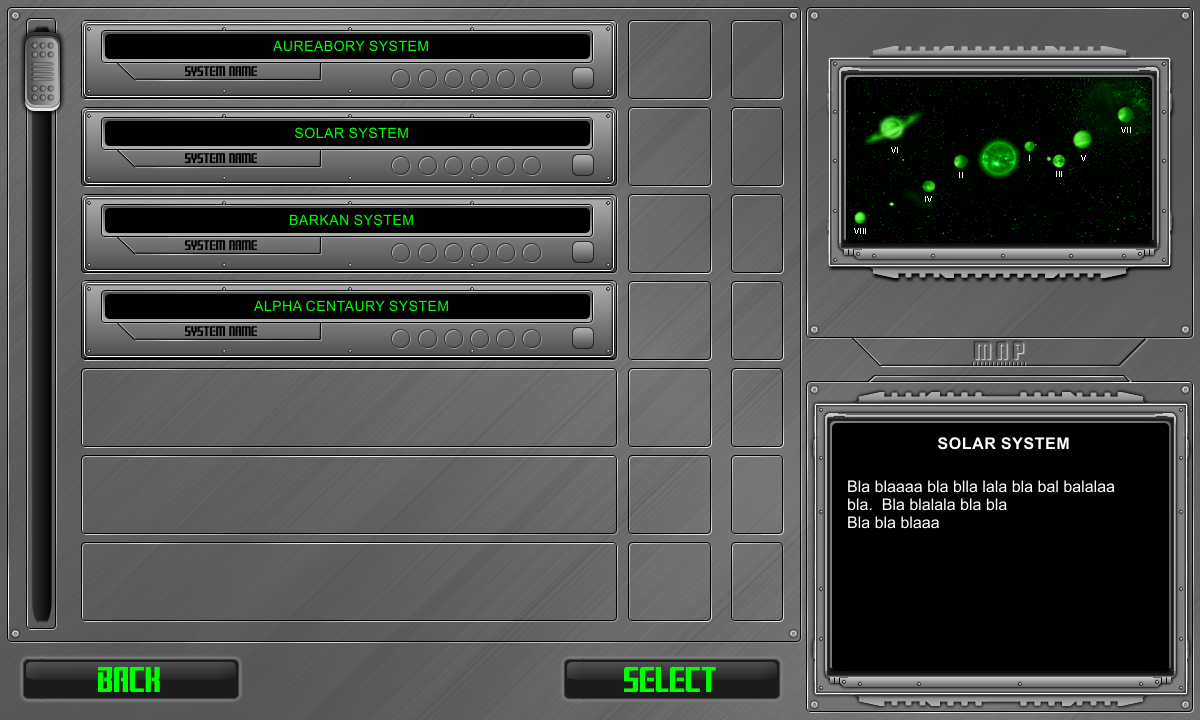 AUREABORY SYSTEM
SYSTEM NAME
SOLAR SYSTEM
SYSTEM NAME
BARKAN SYSTEM
SYSTEM NAME
ALPHA CENTAURY SYSTEM
SYSTEM NAME
BACK
SELECT
VI
VII
I
V
II
III
IV
VIII
MAP
SOLAR SYSTEM
Bla blaaaa bla blla lala bla bal balalaa
bla.  Bla blalala bla bla
Bla bla blaaa